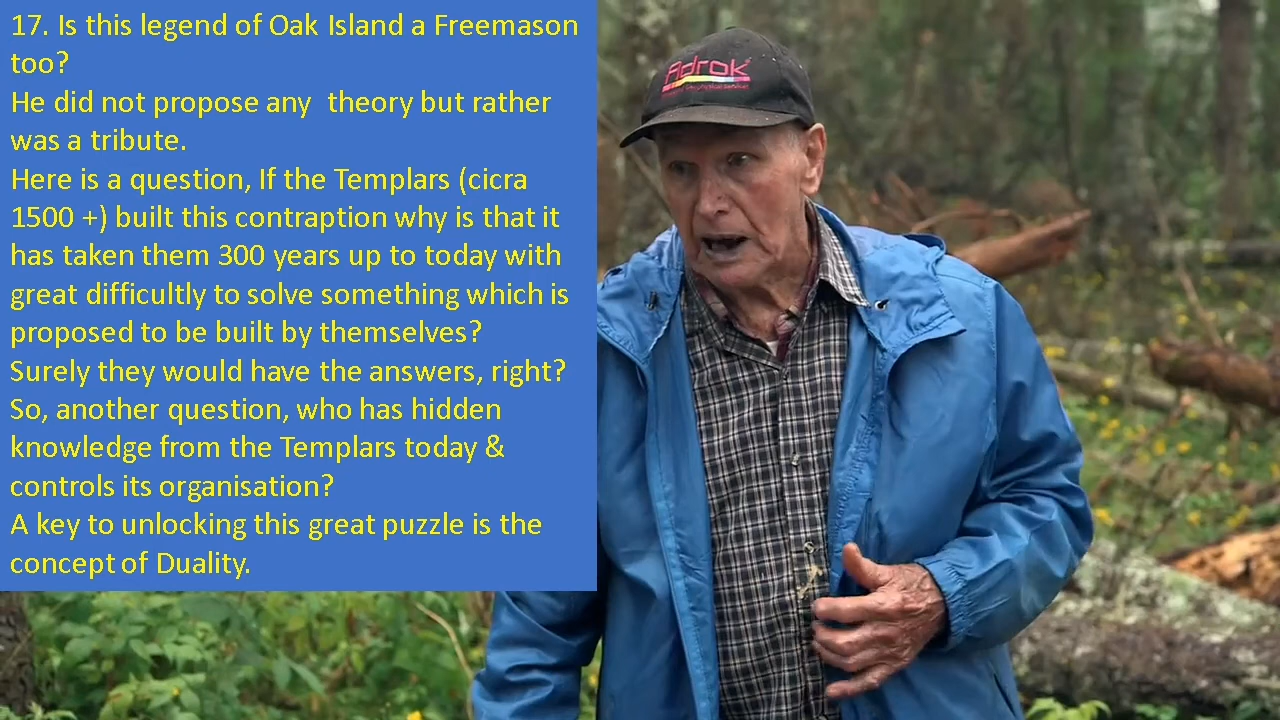 17. Is this legend of Oak Island a Freemason
too?
He did not propose any  theory but rather
was a tribute.
Here is a question, If the Templars (cicra
1500 +) built this contraption why is that it
has taken them 300 years up to today with
great difficultly to solve something which is
proposed to be built by themselves?
Surely they would have the answers, right?
So, another question, who has hidden
knowledge from the Templars today &
controls its organisation?
A key to unlocking this great puzzle is the
concept of Duality.
Adrok